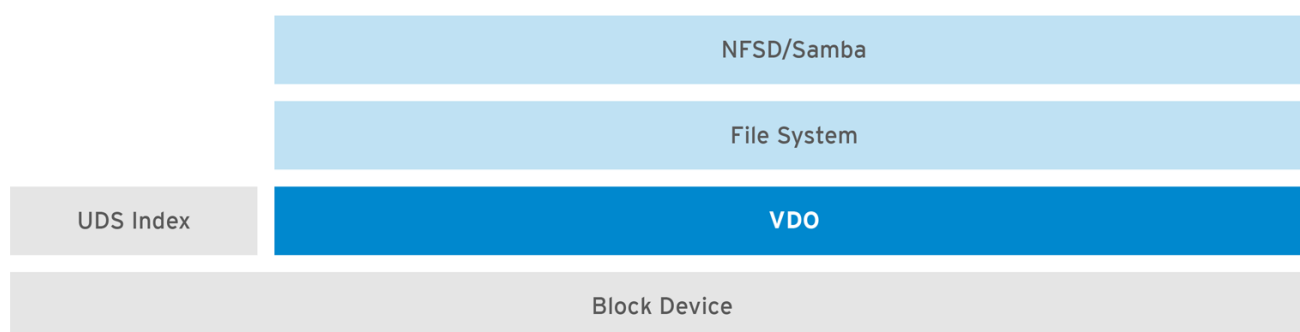 NFSD/Samba
File System
UDS Index
VDO
Block Device